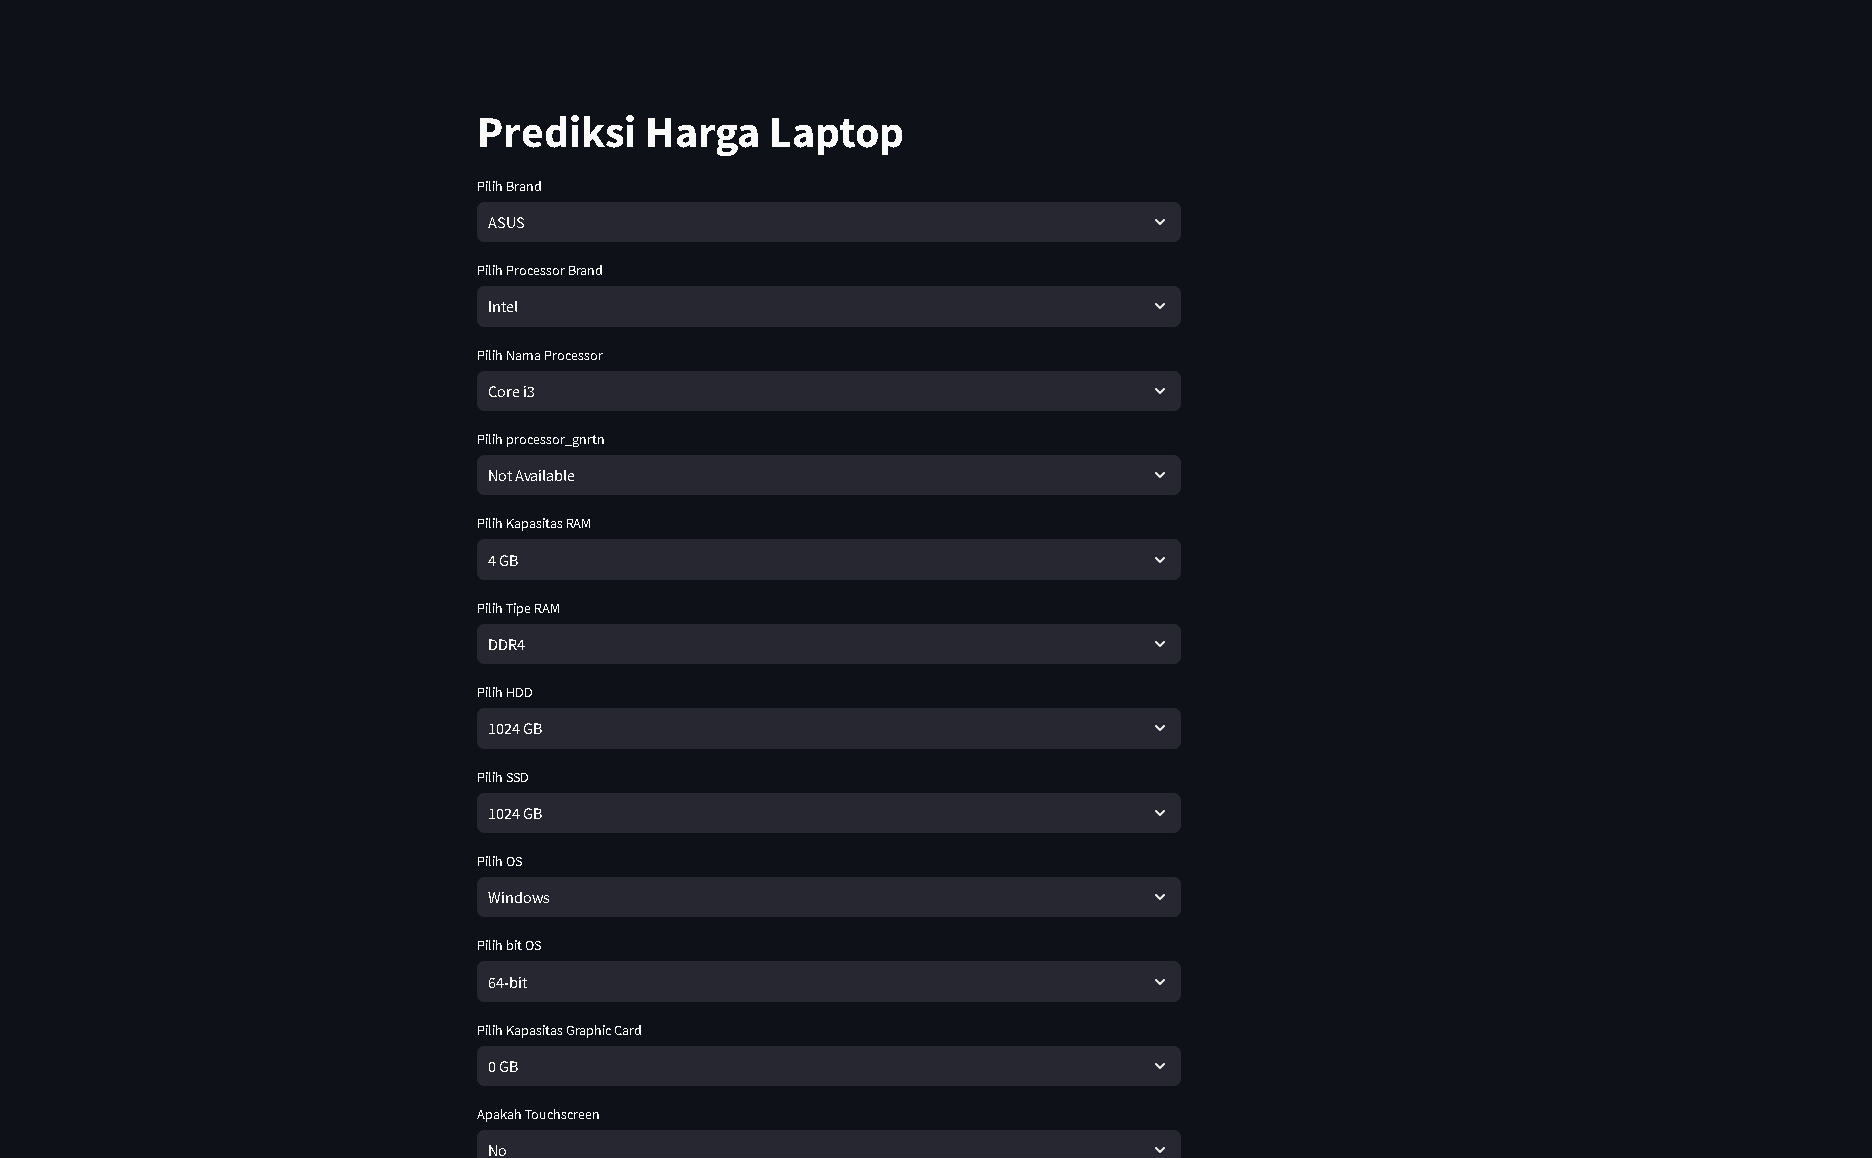 Prediksi Harga Laptop
Pilih Brand
ASUS
Pilih Processor Brand
Intel
Pilih Nama Processor
Core i3
Pilih processor_gnrtn
Not Available
Pilih Kapasitas RAM
4 GB
Pilih Tipe RAM
DDR4
Pilih HDD
1024 GB
Pilih SSD
1024 GB
Pilih OS
Windows
Pilih bit OS
64-bit
Pilih Kapasitas Graphic Card
0 GB
Apakah Touchscreen
No